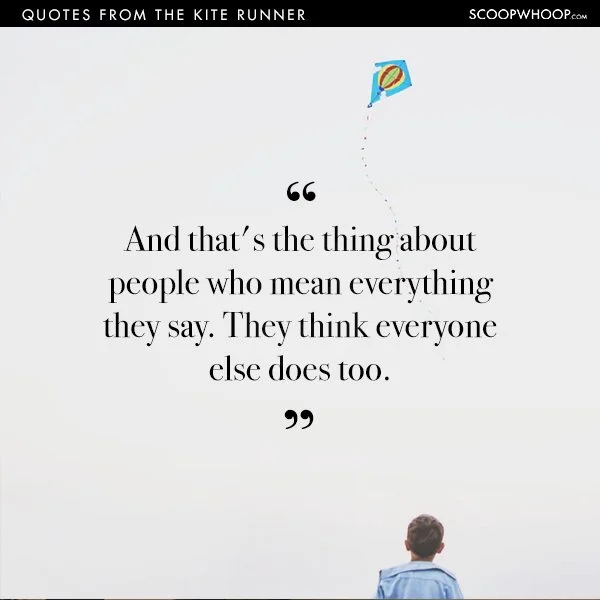 QUOTES FROM THE KITE RUNNER
SCOOPWHOOP.COM
“
And that's the thing about
people who mean everything
they say. They think everyone
else does too.
”